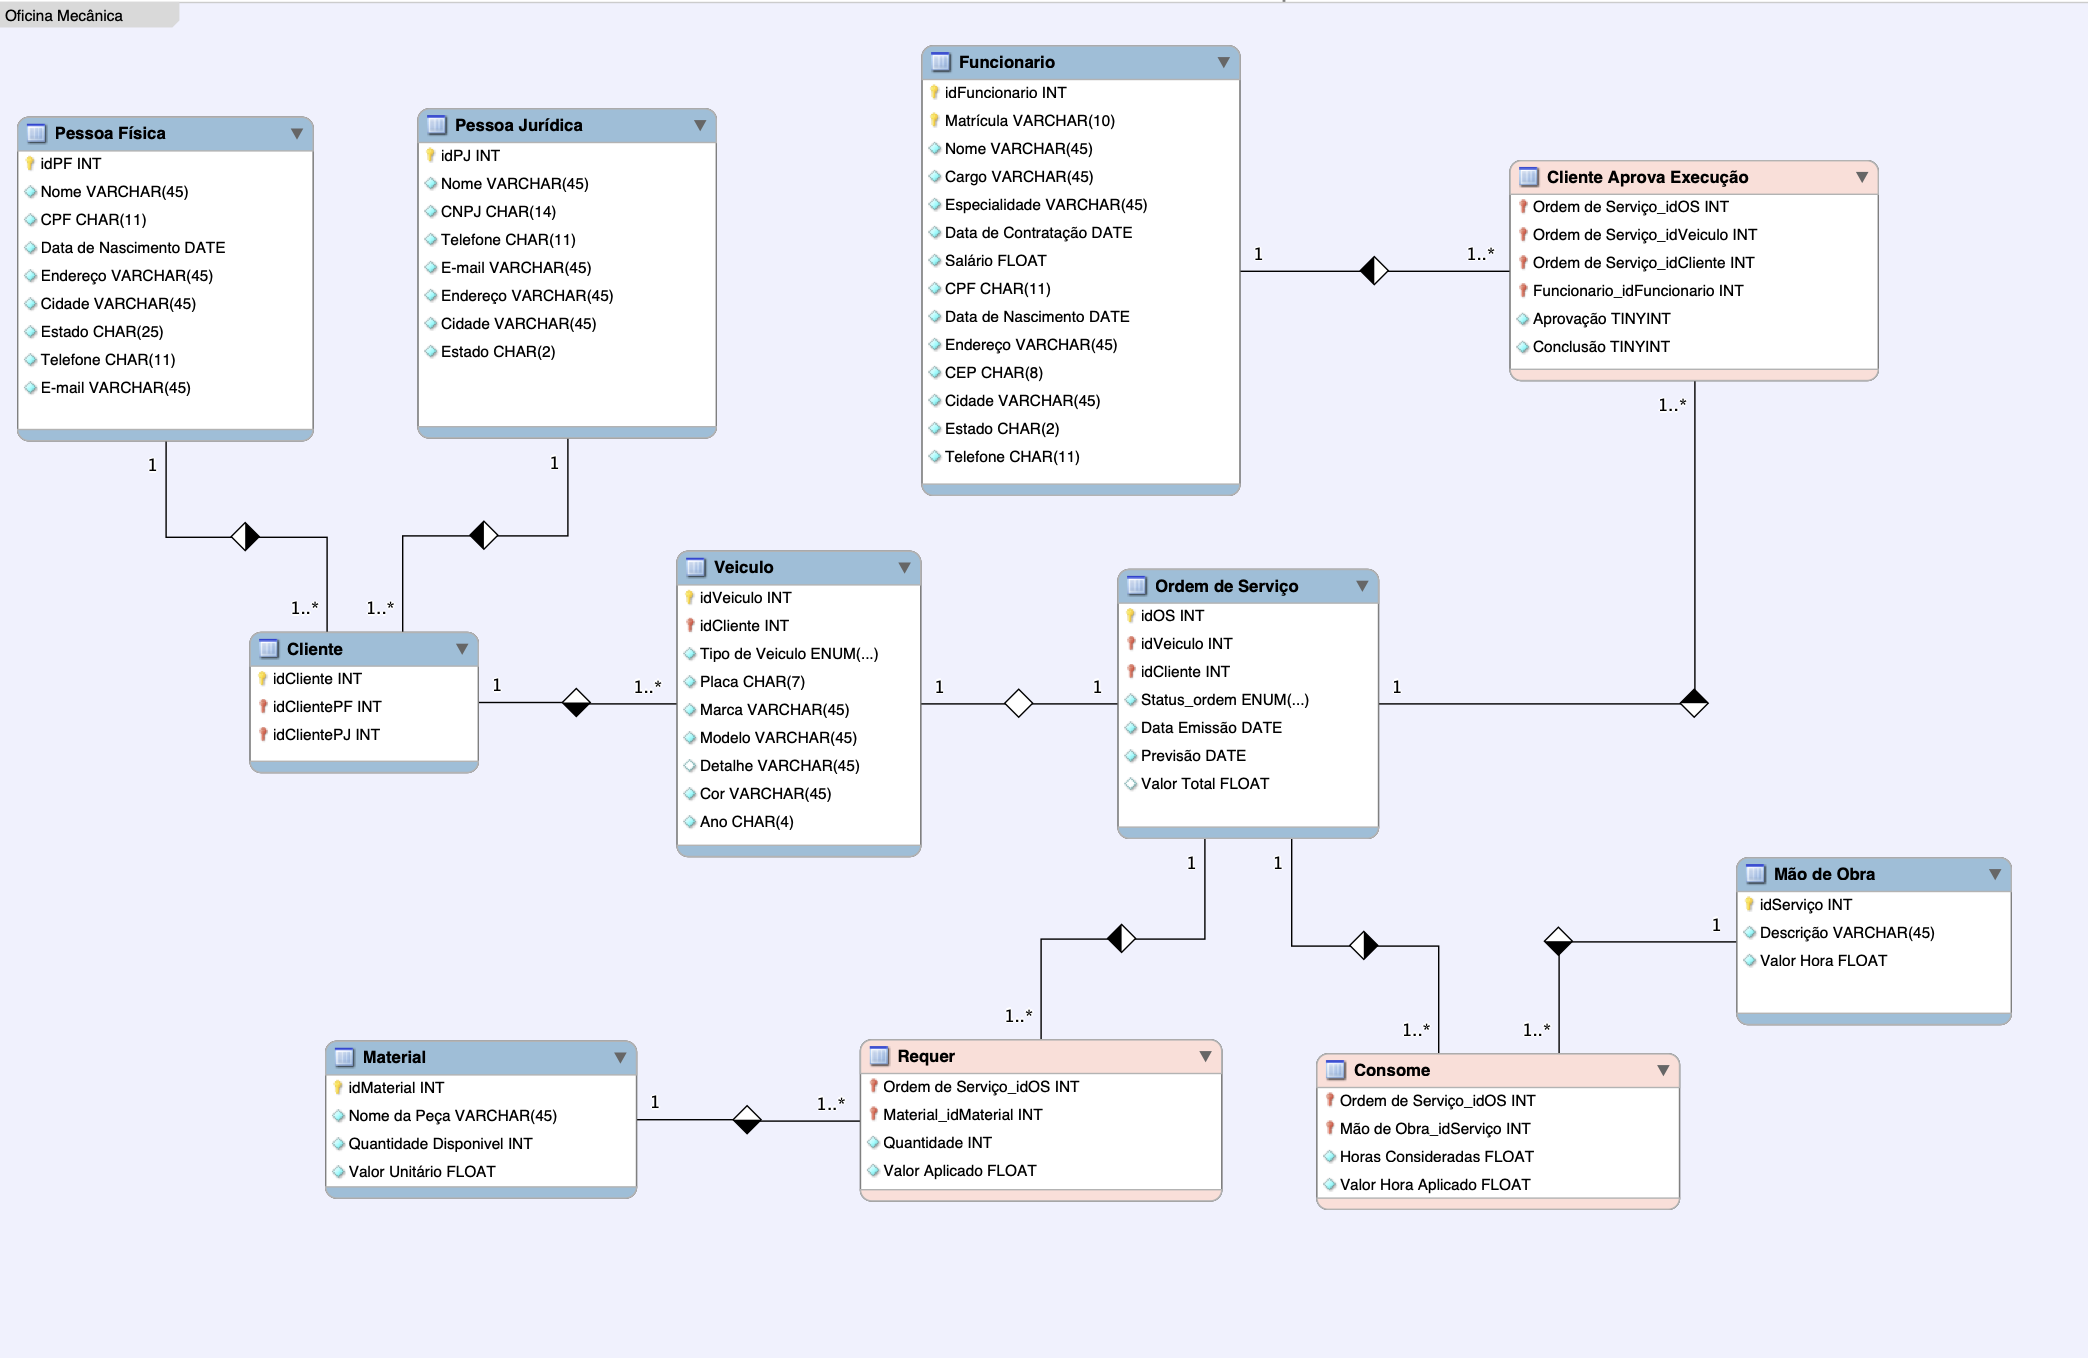 Oficina Mecânica
Pessoa Física
idPF INT
Nome VARCHAR(45)
CPF CHAR(11)
Data de Nascimento DATE
Endereço VARCHAR(45)
Cidade VARCHAR(45)
Estado CHAR(25)
Telefone CHAR(11)
E-mail VARCHAR(45)
Pessoa Jurídica
idPJ INT
Nome VARCHAR(45)
CNPJ CHAR(14)
Telefone CHAR(11)
E-mail VARCHAR(45)
Endereço VARCHAR(45)
Cidade VARCHAR(45)
Estado CHAR(2)
Funcionario
idFuncionario INT
Matrícula VARCHAR(10)
Nome VARCHAR(45)
Cargo VARCHAR(45)
Especialidade VARCHAR(45)
Data de Contratação DATE
Salário FLOAT
CPF CHAR(11)
Data de Nascimento DATE
Endereço VARCHAR(45)
CEP CHAR(8)
Cidade VARCHAR(45)
Estado CHAR(2)
Telefone CHAR(11)
1
1..*
Cliente Aprova Execução
Ordem de Serviço_idOS INT
Ordem de Serviço_idVeiculo INT
Ordem de Serviço_idCliente INT
Funcionario_idFuncionario INT
Aprovação TINYINT
Conclusão TINYINT
1..*
1
1
1..*
1..*
Cliente
idCliente INT
idClientePF INT
idClientePJ INT
1
1..*
Veiculo
idVeiculo INT
idCliente INT
Tipo de Veiculo ENUM(...)
Placa CHAR(7)
Marca VARCHAR(45)
Modelo VARCHAR(45)
Detalhe VARCHAR(45)
Cor VARCHAR(45)
Ano CHAR(4)
1
1
Ordem de Serviço
idOS INT
idVeiculo INT
idCliente INT
Status_ordem ENUM(...)
Data Emissão DATE
Previsão DATE
Valor Total FLOAT
1
1
1
1..*
1..*
1..*
1
Mão de Obra
idServiço INT
Descrição VARCHAR(45)
Valor Hora FLOAT
Material
idMaterial INT
Nome da Peça VARCHAR(45)
Quantidade Disponivel INT
Valor Unitário FLOAT
1
1..*
Requer
Ordem de Serviço_idOS INT
Material_idMaterial INT
Quantidade INT
Valor Aplicado FLOAT
Consome
Ordem de Serviço_idOS INT
Mão de Obra_idServiço INT
Horas Consideradas FLOAT
Valor Hora Aplicado FLOAT